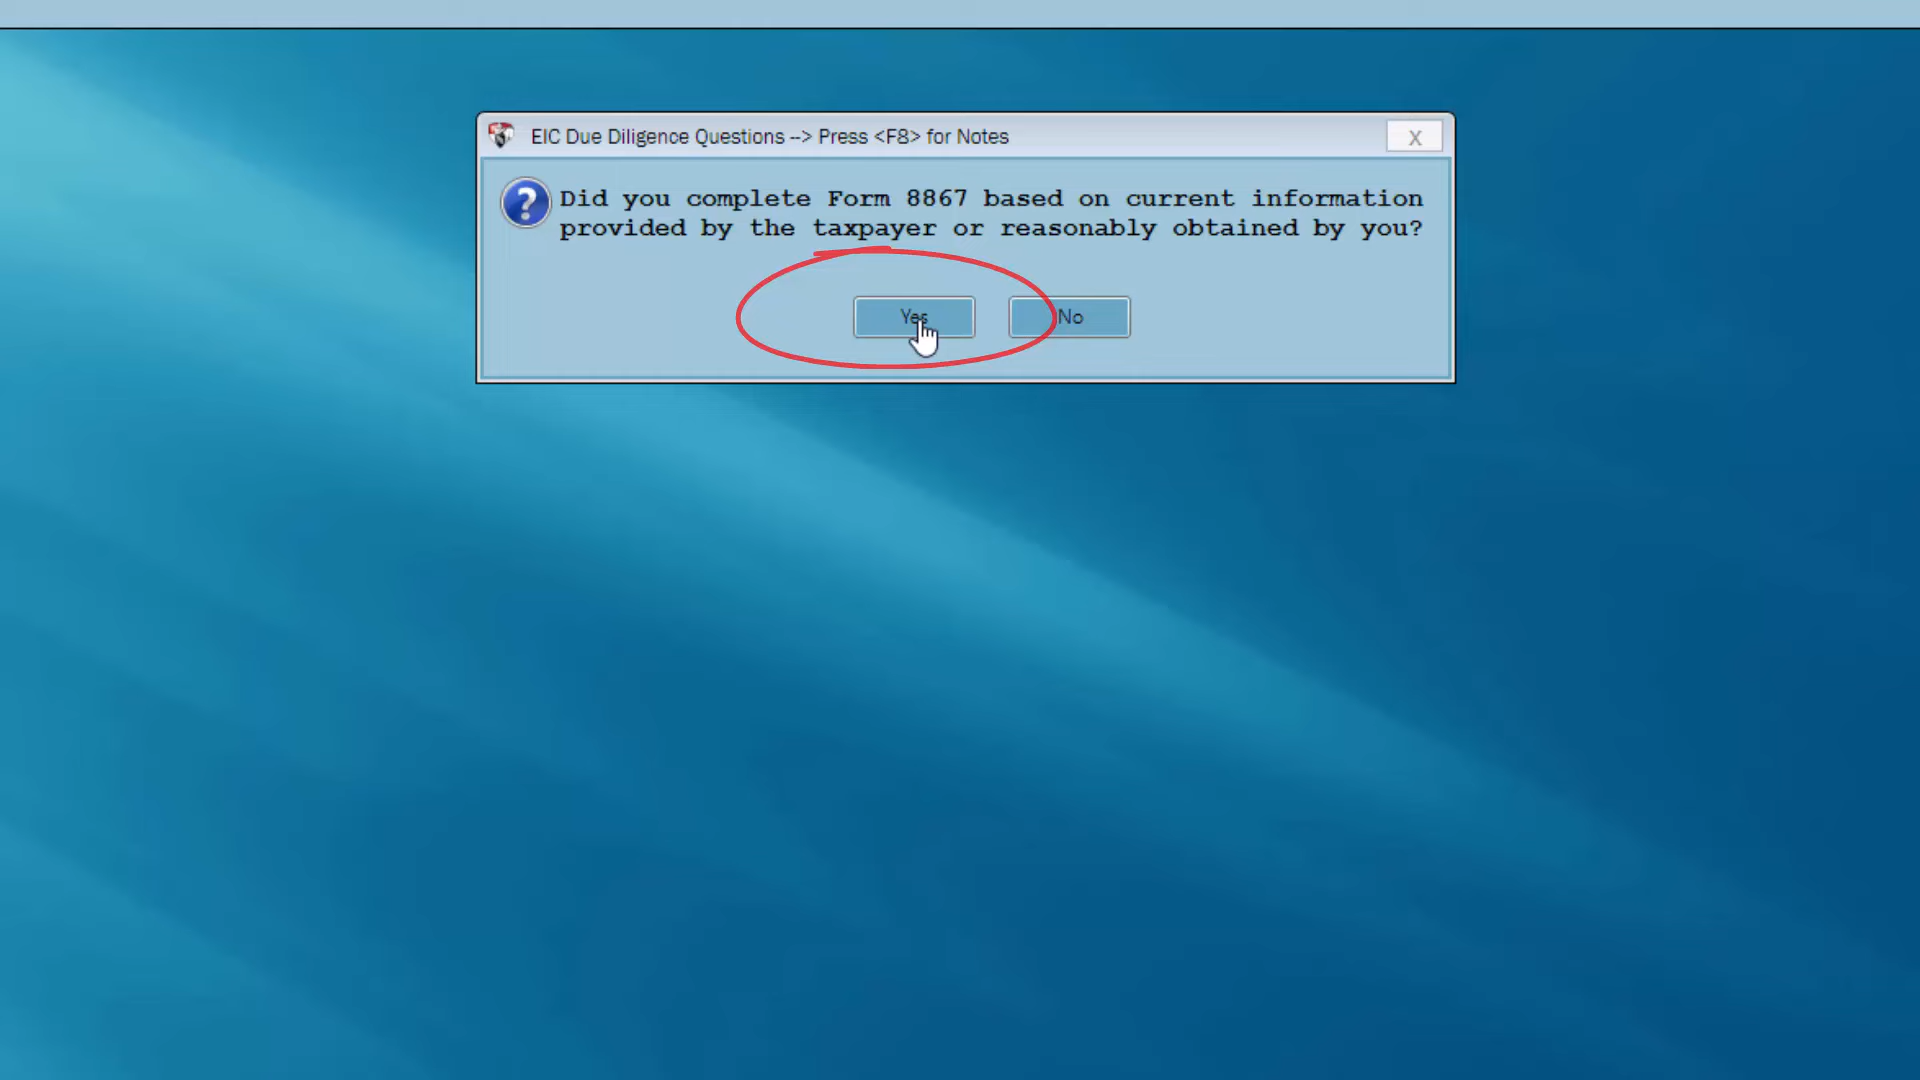 EIC Due Diligence Questions --> Press <F8> for Notes
X
Did you complete Form 8867 based on current information
provided by the taxpayer or reasonably obtained by you?
Yes No